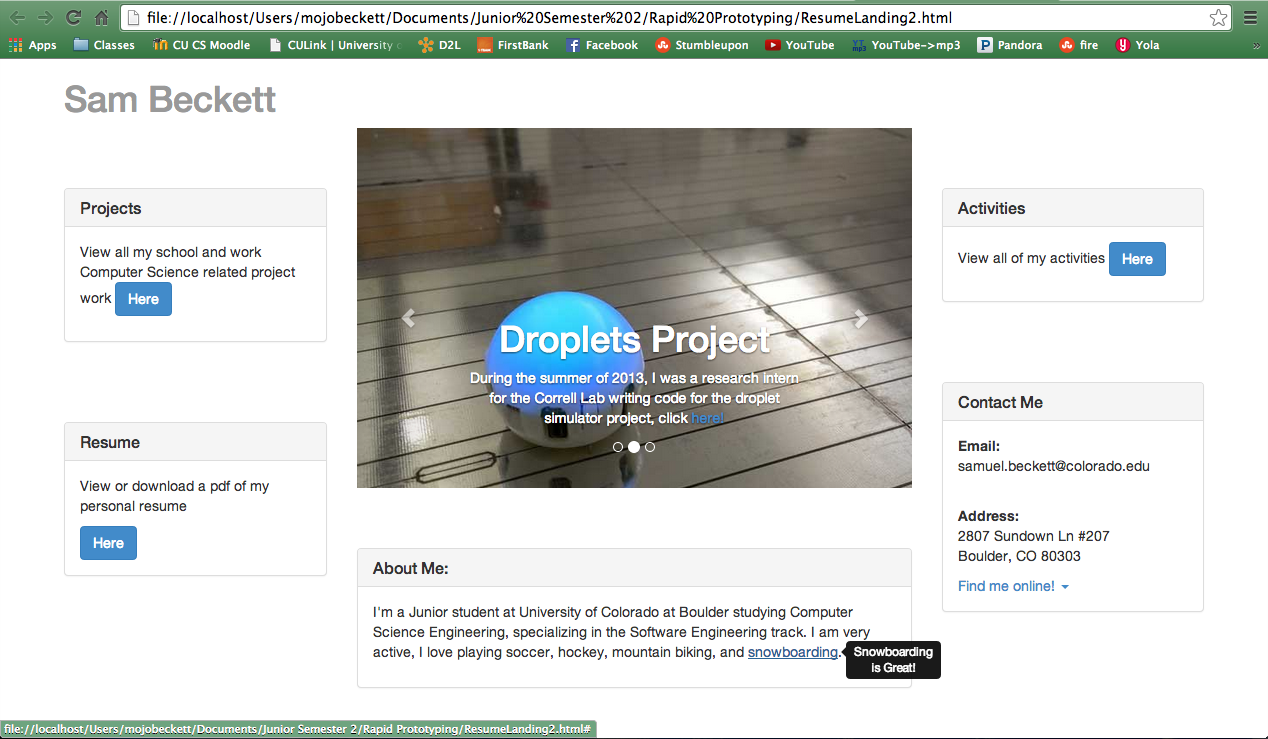 file://localhost/Users/mojobeckett/Documents/Junior%20Semester%202/Rapid%20Prototyping/ResumeLanding2.html
Apps Classes CU CS Moodle CULink | University D2L FirstBank Facebook Stumbleupon YouTube YouTube->mp3 Pandora fire Yola »
Sam Beckett
Projects
View all my school and work
Computer Science related project
work Here
Resume
View or download a pdf of my
personal resume
Here
Droplets Project
During the summer of 2013, I was a research intern
for the Correll Lab writing code for the droplet
simulator project, click here!
About Me:
I'm a Junior student at University of Colorado at Boulder studying Computer
Science Engineering, specializing in the Software Engineering track. I am very
active, I love playing soccer, hockey, mountain biking, and snowboarding.
Snowboarding
is Great!
Activities
View all of my activities Here
Contact Me
Email:
samuel.beckett@colorado.edu
Address:
2807 Sundown Ln #207
Boulder, CO 80303
Find me online!
file://localhost/Users/mojobeckett/Documents/Junior Semester 2/Rapid Prototyping/ResumeLanding2.html#